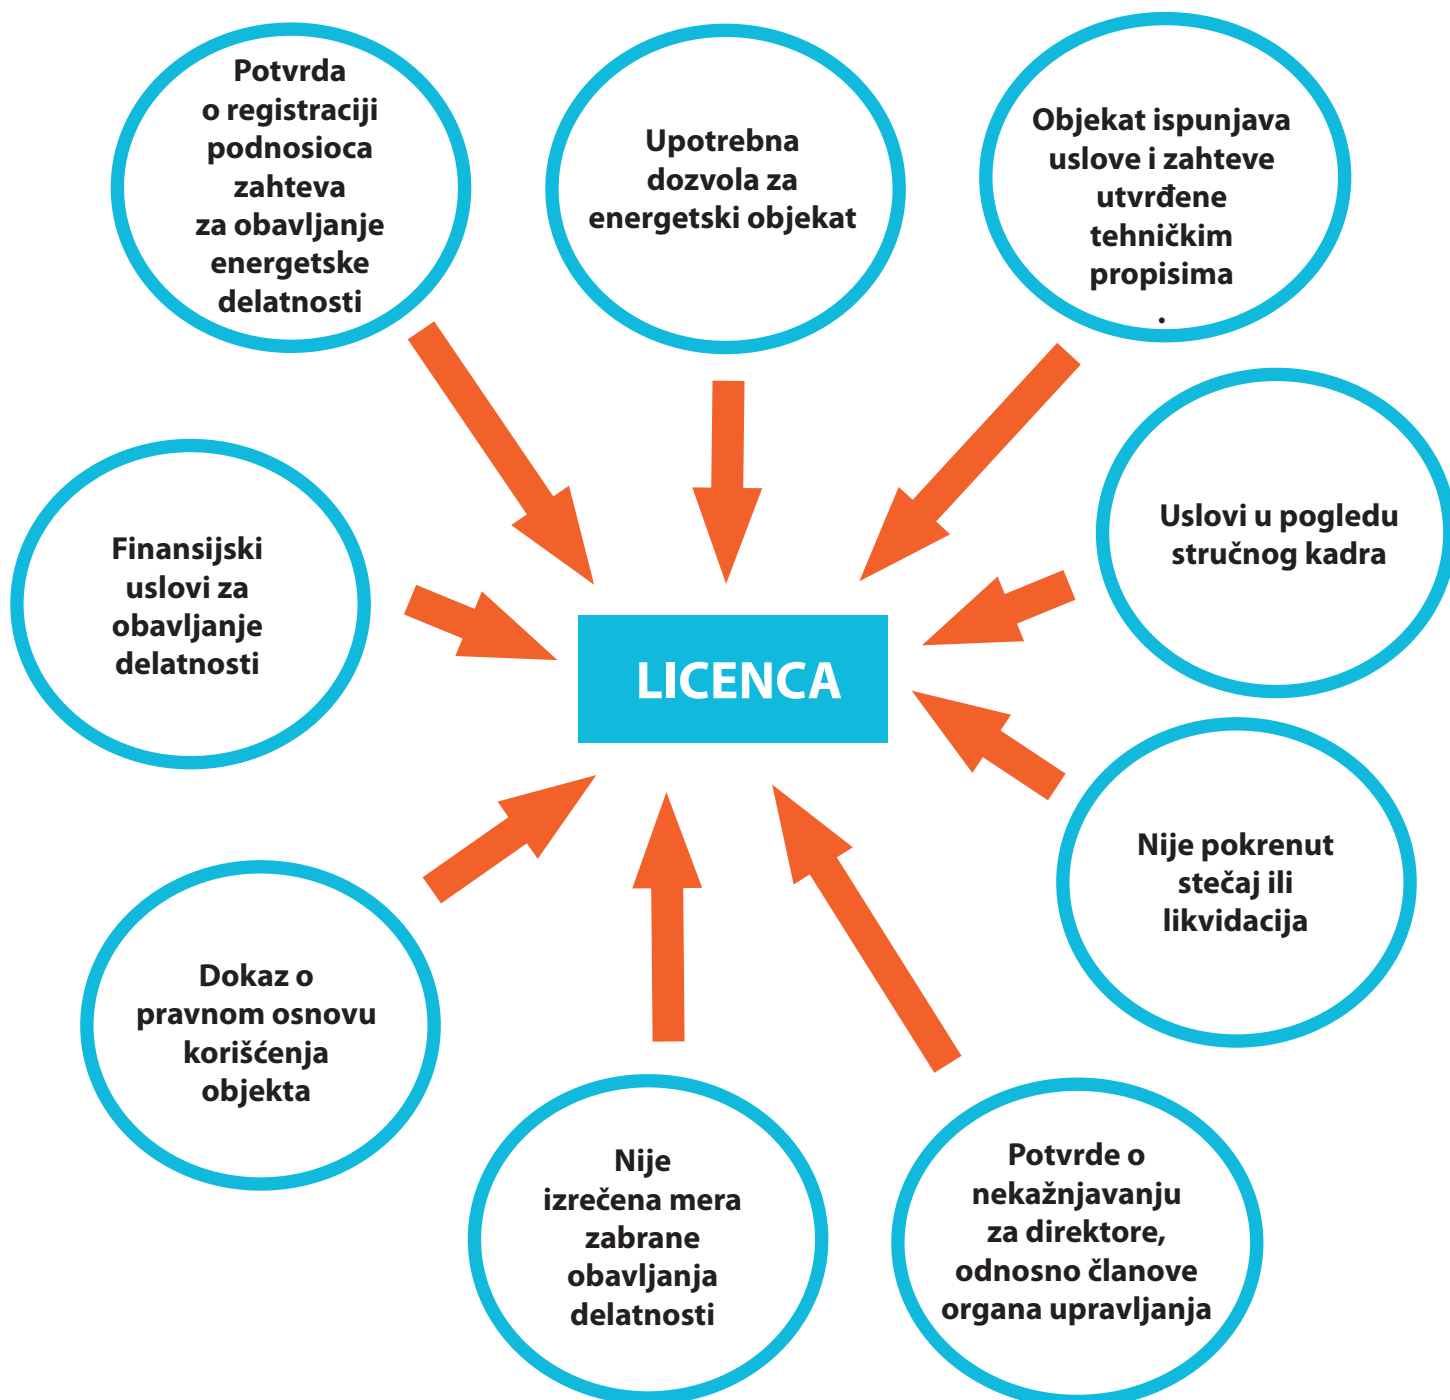 Potvrda
o registraciji
podnosioca
zahteva
za obavljanje
energetske
delatnosti
Upotrebna
dozvola za
energetski objekat
Objekat ispunjava
uslove i zahteve
utvrđene
tehničkim
propisima
.
Finansijski
uslovi za
obavljanje
delatnosti
Uslovi u pogledu
stručnog kadra
LICENCA
Nije pokrenut
stečaj ili
likvidacija
Dokaz o
pravnom osnovu
korišćenja
objekta
Nije
izrečena mera
zabrane
obavljanja
delatnosti
Potvrde o
nekažnjavanju
za direktore,
odnosno članove
organa upravljanja